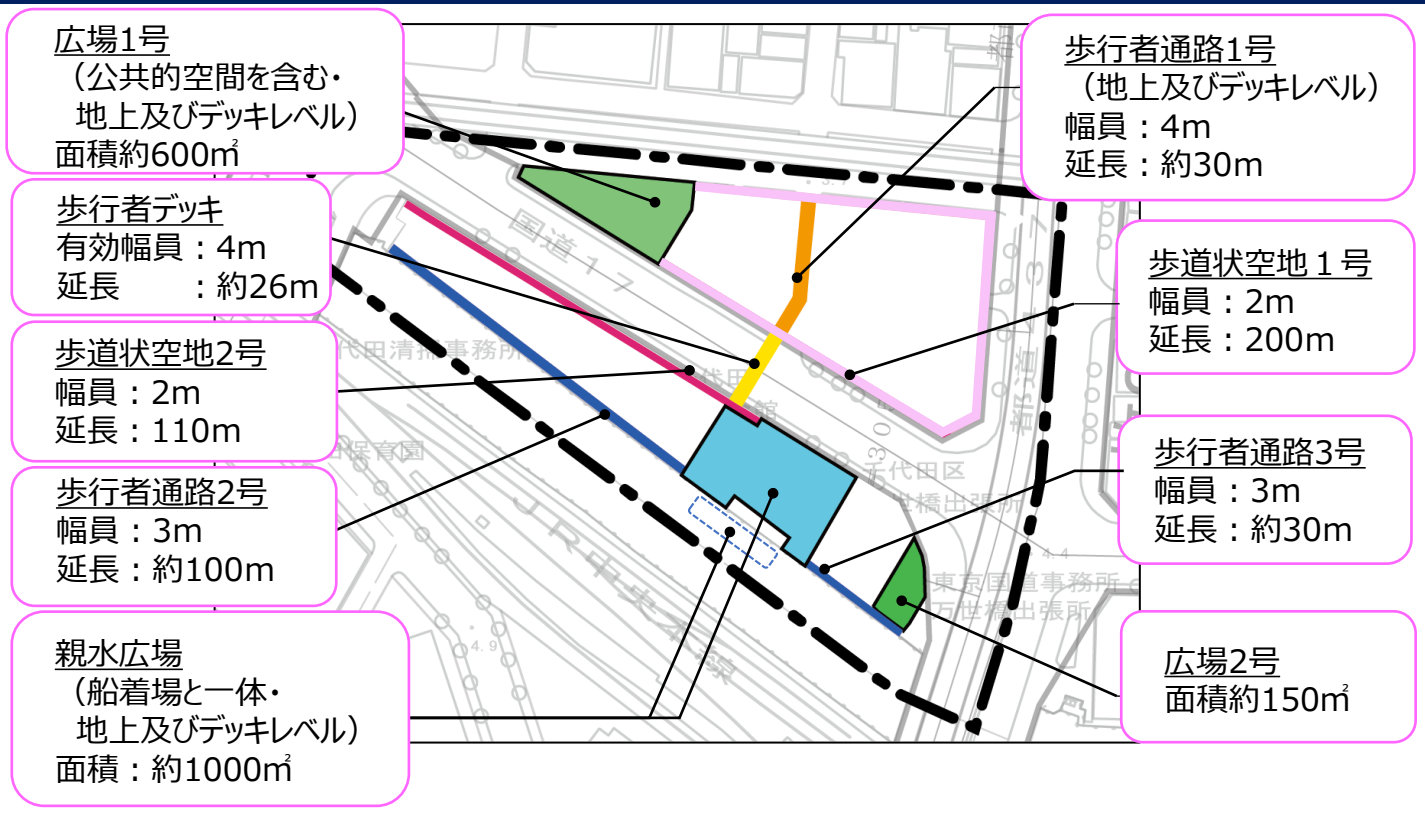 広場1号
（公共的空間を含む・
地上及びデッキレベル）
面積約600㎡
歩行者デッキ
有効幅員：4m
延長　　：約26m
歩道状空地2号
幅員：2m
延長：110m
歩行者通路2号
幅員：3m
延長：約100m
親水広場
（船着場と一体・
地上及びデッキレベル）
面積：約1000㎡
国道17
代田清掃事務所
代田
館
保育園
JR中央本線
4.9
千代田区
世橋出張所
都道437
4.4
東京国道事務所
万世橋出張所
歩行者通路1号
（地上及びデッキレベル）
幅員：4m
延長：約30m
歩道状空地１号
幅員：2m
延長：200m
歩行者通路3号
幅員：3m
延長：約30m
広場2号
面積約150㎡